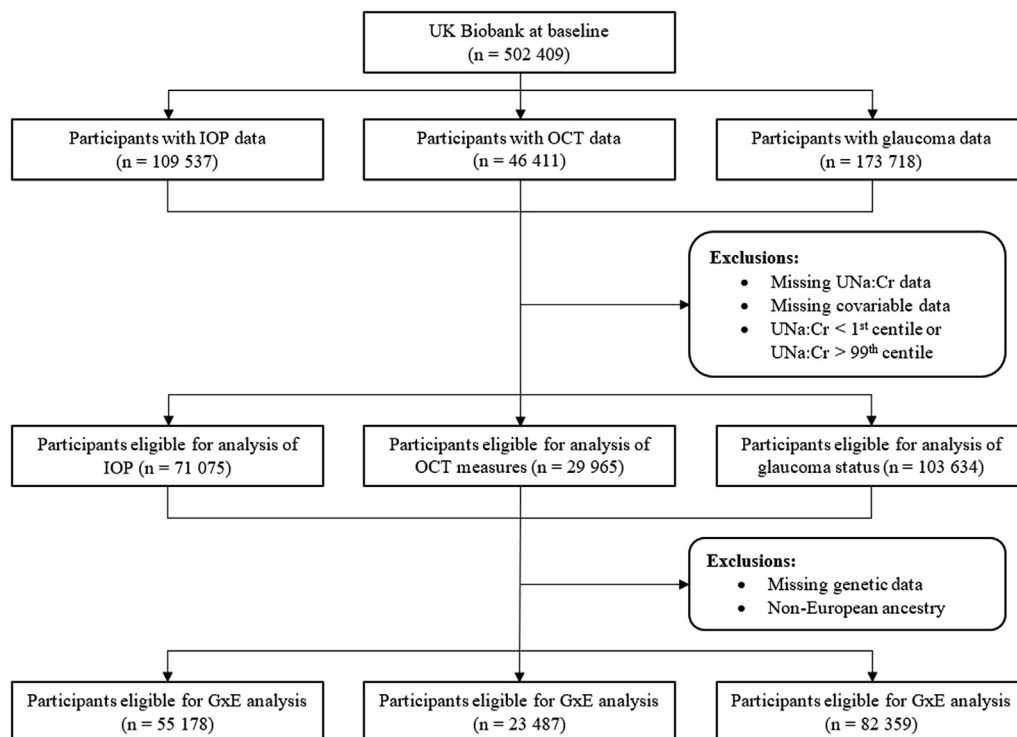 UK Biobank at baseline
(n = 502 409)
Participants with IOP data
(n = 109 537)
Participants with OCT data
(n = 46 411)
Participants with glaucoma data
(n = 173 718)
Exclusions:
• Missing UNa:Cr data
• Missing covariable data
• UNa:Cr < 1st centile or
UNa:Cr > 99th centile
Participants eligible for analysis of
IOP (n = 71 075)
Participants eligible for analysis of
OCT measures (n = 29 965)
Participants eligible for analysis of
glaucoma status (n = 103 634)
Exclusions:
• Missing genetic data
• Non-European ancestry
Participants eligible for GxE analysis
(n = 55 178)
Participants eligible for GxE analysis
(n = 23 487)
Participants eligible for GxE analysis
(n = 82 359)